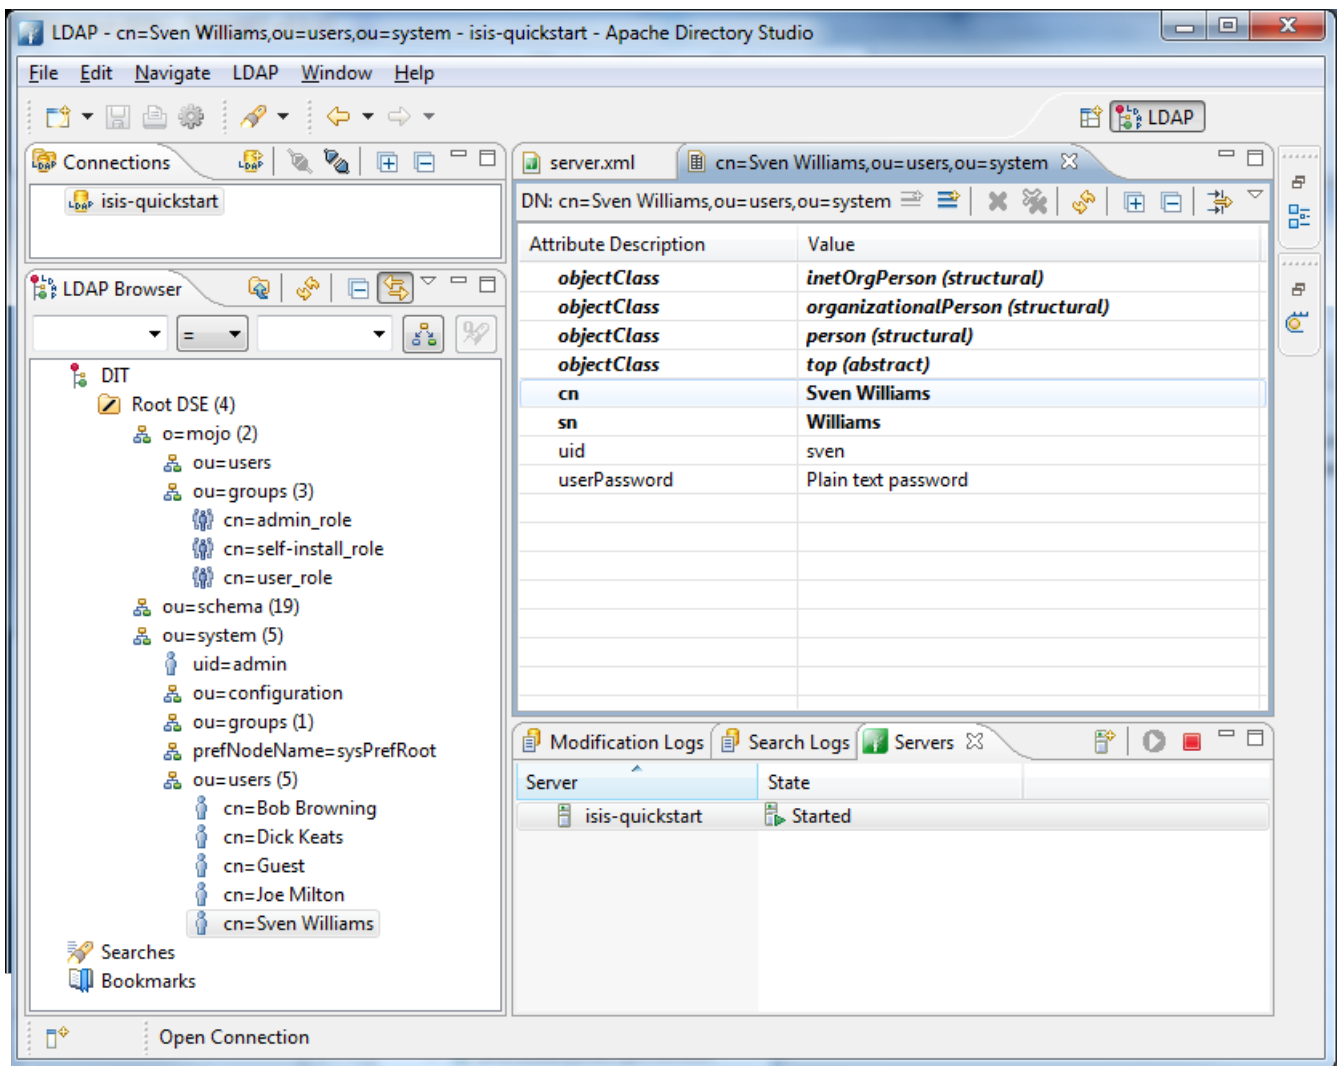 LDAP - cn=Sven Williams,ou=users,ou=system - isis-quickstart - Apache Directory Studio
File Edit Navigate LDAP Window Help
LDAP
Connections
isis-quickstart
LDAP Browser
=
DIT
Root DSE (4)
o=mojo (2)
ou=users
ou=groups (3)
cn=admin_role
cn=self-install_role
cn=user_role
ou=schema (19)
ou=system (5)
uid=admin
ou=configuration
ou=groups (1)
prefNodeName=sysPrefRoot
ou=users (5)
cn=Bob Browning
cn=Dick Keats
cn=Guest
cn=Joe Milton
cn=Sven Williams
Searches
Bookmarks
server.xml cn=Sven Williams,ou=users,ou=system
DN: cn=Sven Williams,ou=users,ou=system
Attribute Description Value
objectClass inetOrgPerson (structural)
objectClass organizationalPerson (structural)
objectClass person (structural)
objectClass top (abstract)
cn Sven Williams
sn Williams
uid sven
userPassword Plain text password
Modification Logs Search Logs Servers
Server State
isis-quickstart Started
Open Connection